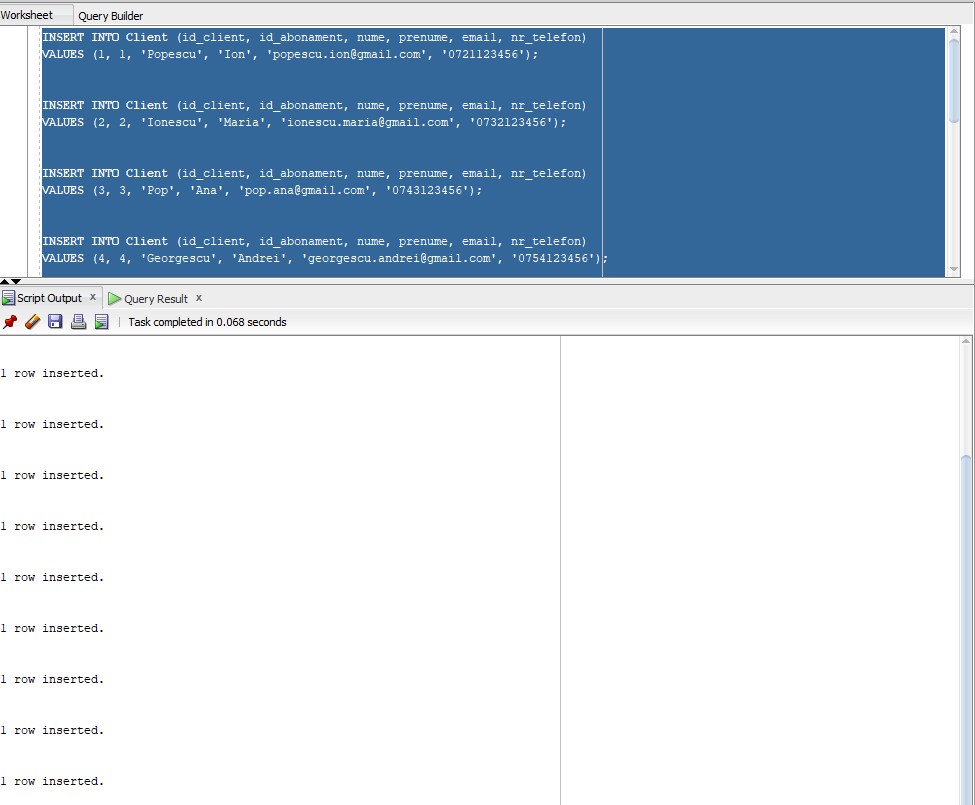 Worksheet Query Builder
INSERT INTO Client (id_client, id_abonament, nume, prenume, email, nr_telefon)
VALUES (1, 1, 'Popescu', 'Ion', 'popescu.ion@gmail.com', '0721123456');
INSERT INTO Client (id_client, id_abonament, nume, prenume, email, nr_telefon)
VALUES (2, 2, 'Ionescu', 'Maria', 'ionescu.maria@gmail.com', '0732123456');
INSERT INTO Client (id_client, id_abonament, nume, prenume, email, nr_telefon)
VALUES (3, 3, 'Pop', 'Ana', 'pop.ana@gmail.com', '0743123456');
INSERT INTO Client (id_client, id_abonament, nume, prenume, email, nr_telefon)
VALUES (4, 4, 'Georgescu', 'Andrei', 'georgescu.andrei@gmail.com', '0754123456');
Script Output x Query Result x
Task completed in 0.068 seconds
1 row inserted.
1 row inserted.
1 row inserted.
1 row inserted.
1 row inserted.
1 row inserted.
1 row inserted.
1 row inserted.
1 row inserted.